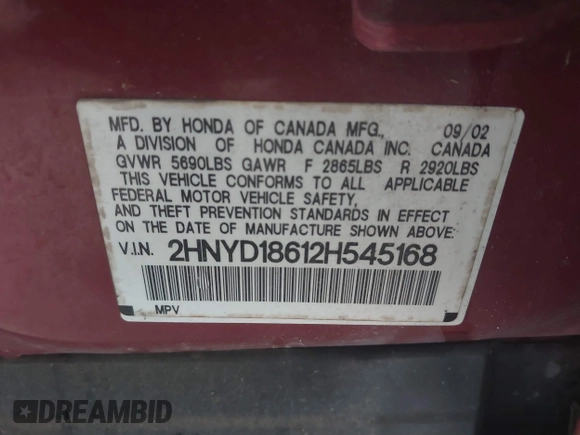 MFD. BY HONDA OF CANADA MFG., 09/02
A DIVISION OF HONDA CANADA INC. CANADA
GVWR 5690LBS GAWR F 2865LBS R 2920LBS
THIS VEHICLE CONFORMS TO ALL APPLICABLE
FEDERAL MOTOR VEHICLE SAFETY,
AND THEFT PREVENTION STANDARDS IN EFFECT
ON THE DATE OF MANUFACTURE SHOWN ABOVE.
V.I.N. 2HNYD18612H545168
MPV
DREAMBID